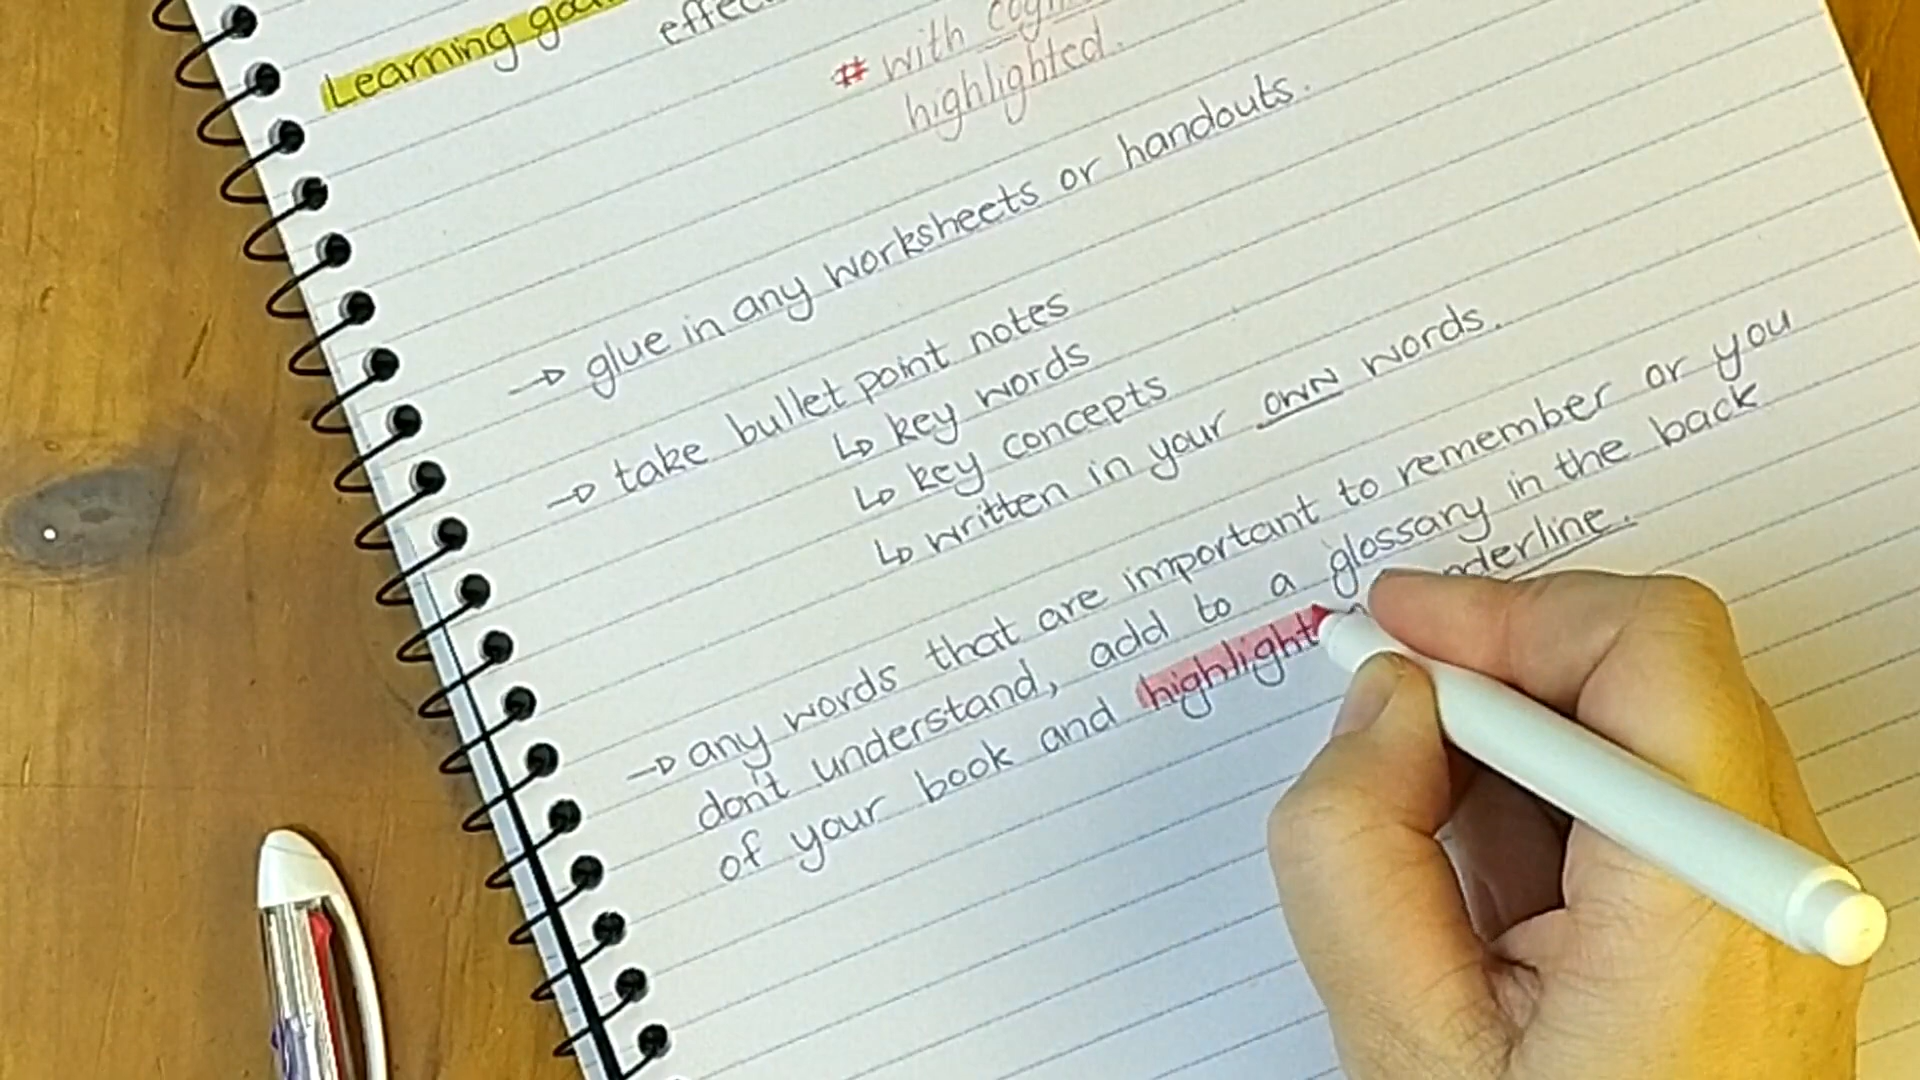 Learning
# with
highlighted.
→ glue in any worksheets or handouts.
→ take bullet point notes
↳ key words
↳ key concepts
↳ written in your own words.
→ any words that are important to remember or you
don't understand, add to a glossary in the back
of your book and highlight underline.